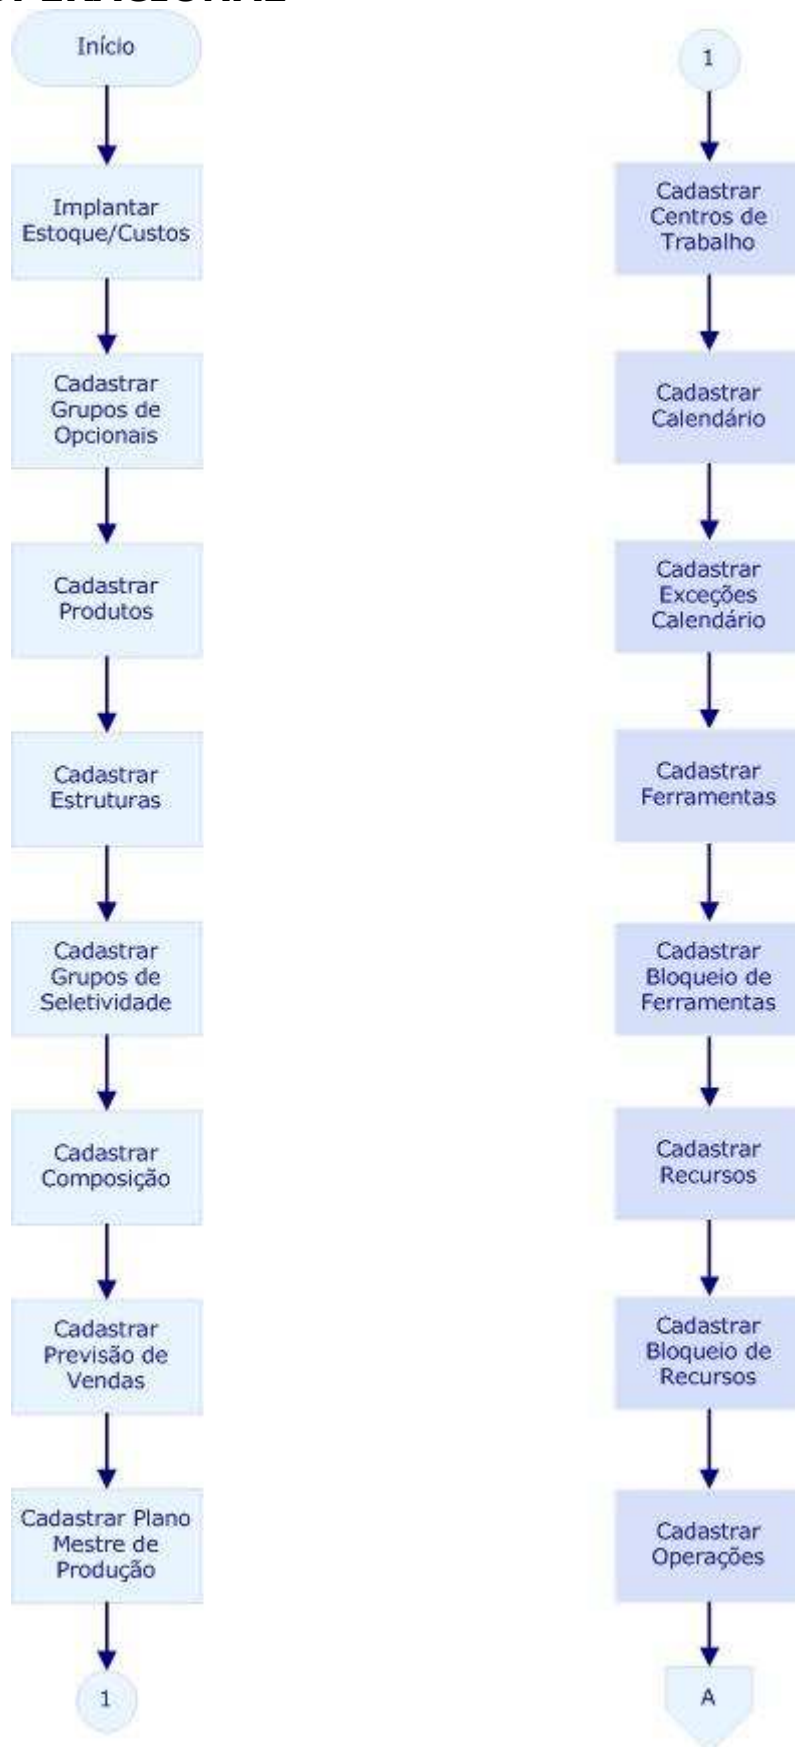 Início
Implantar
Estoque/Custos
Cadastrar
Grupos de
Opcionais
Cadastrar
Produtos
Cadastrar
Estruturas
Cadastrar
Grupos de
Seletividade
Cadastrar
Composição
Cadastrar
Previsão de
Vendas
Cadastrar Plano
Mestre de
Produção
1
1
Cadastrar
Centros de
Trabalho
Cadastrar
Calendário
Cadastrar
Exceções
Calendário
Cadastrar
Ferramentas
Cadastrar
Bloqueio de
Ferramentas
Cadastrar
Recursos
Cadastrar
Bloqueio de
Recursos
Cadastrar
Operações
A